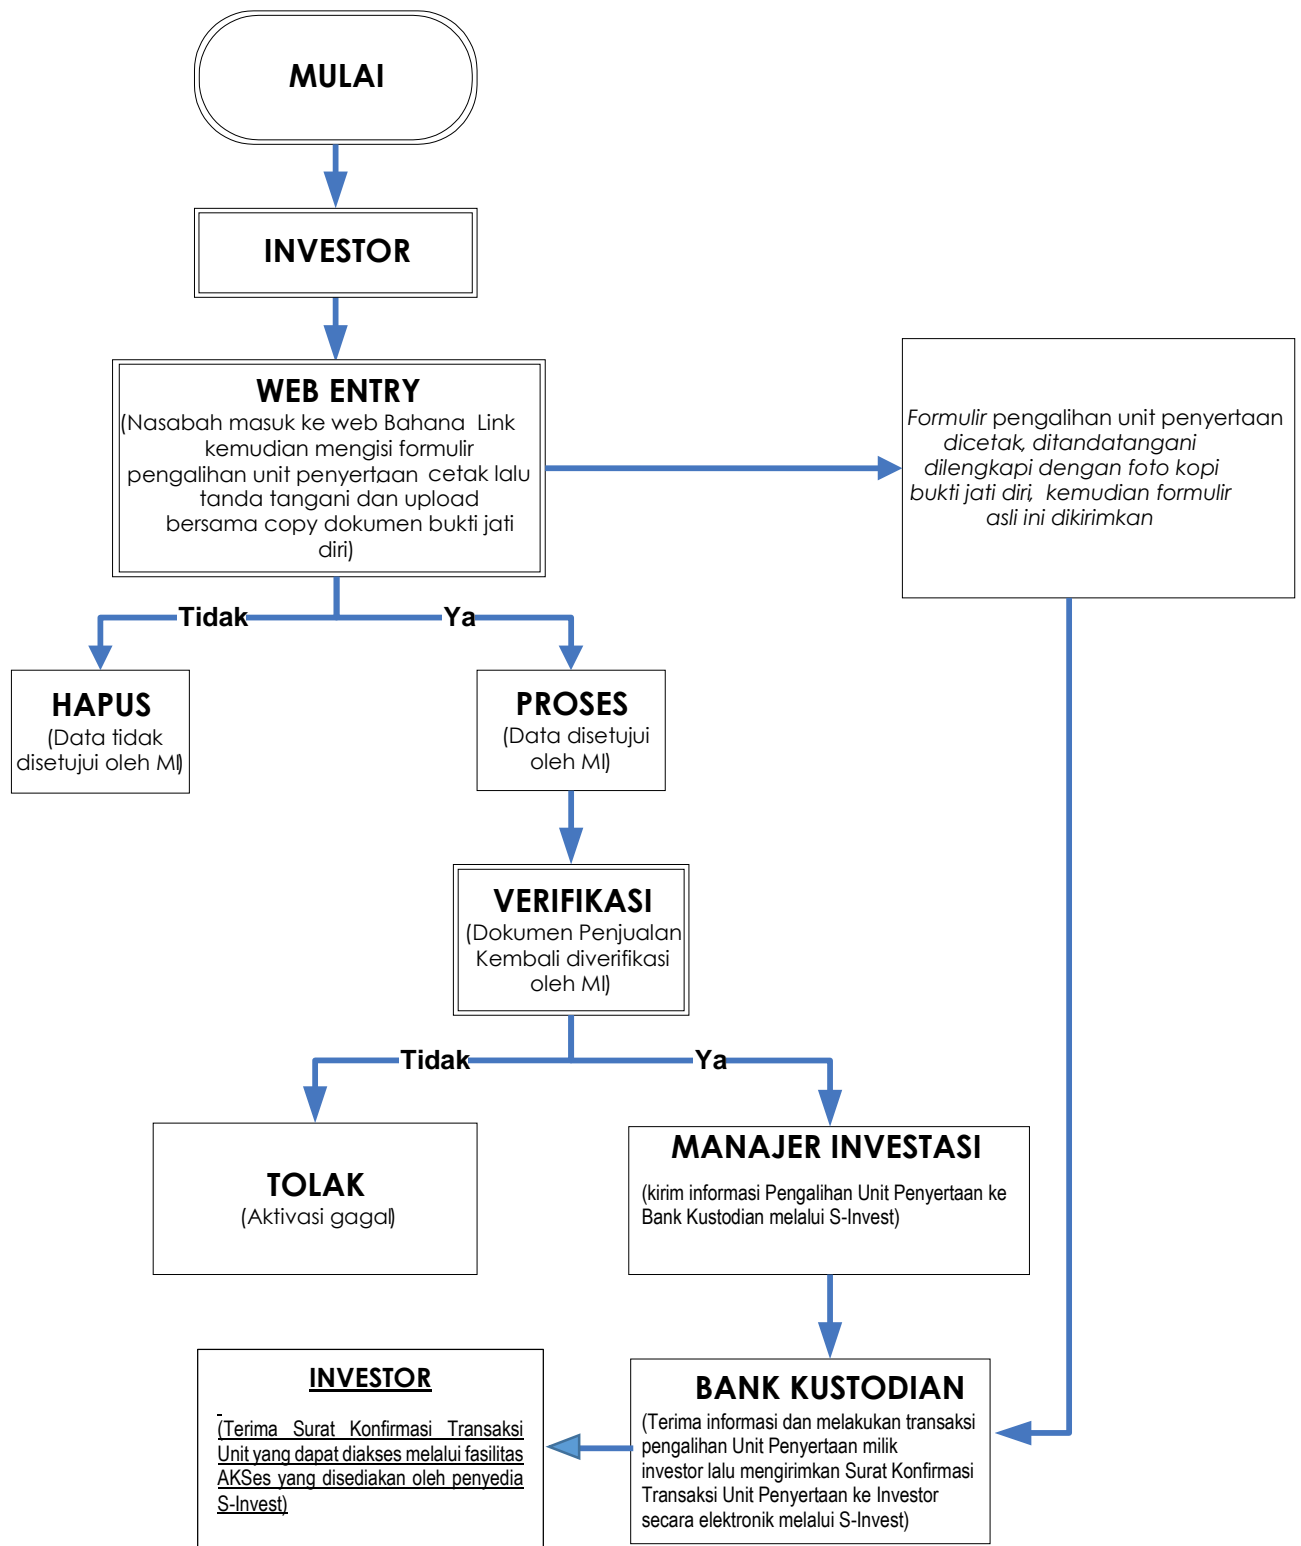 MULAI
INVESTOR
WEB ENTRY
(Nasabah masuk ke web Bahana Link
kemudian mengisi formulir
pengalihan unit penyertaan cetak lalu
tanda tangani dan upload
bersama copy dokumen bukti jati
diri)
Formulir pengalihan unit penyertaan
dicetak, ditandatangani
dilengkapi dengan foto kopi
bukti jati diri, kemudian formulir
asli ini dikirimkan
Tidak
Ya
HAPUS
(Data tidak
disetujui oleh MI)
PROSES
(Data disetujui
oleh MI)
VERIFIKASI
(Dokumen Penjualan
Kembali diverifikasi
oleh MI)
Tidak
Ya
TOLAK
(Aktivasi gagal)
MANAJER INVESTASI
(kirim informasi Pengalihan Unit Penyertaan ke
Bank Kustodian melalui S-Invest)
BANK KUSTODIAN
(Terima informasi dan melakukan transaksi
pengalihan Unit Penyertaan milik
investor lalu mengirimkan Surat Konfirmasi
Transaksi Unit Penyertaan ke Investor
secara elektronik melalui S-Invest)
INVESTOR
(Terima Surat Konfirmasi Transaksi
Unit yang dapat diakses melalui fasilitas
AKSes yang disediakan oleh penyedia
S-Invest)